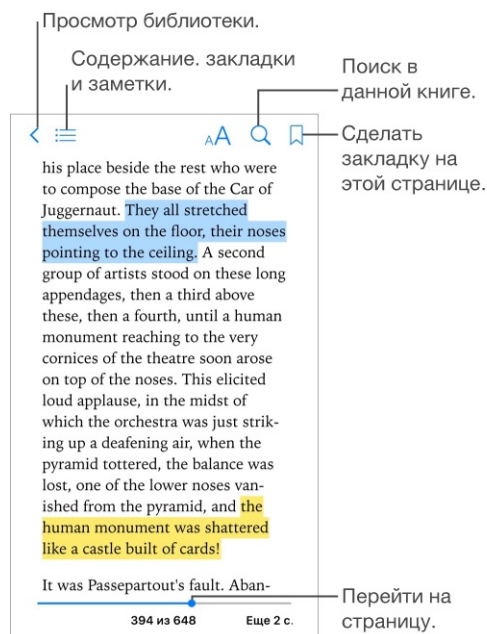 Просмотр библиотеки.
Содержание. закладки
и заметки.
Поиск в
данной книге.
Сделать
закладку на
этой странице.
AA
his place beside the rest who were
to compose the base of the Car of
Juggernaut. They all stretched
themselves on the floor, their noses
pointing to the ceiling. A second
group of artists stood on these long
appendages, then a third above
these, then a fourth, until a human
monument reaching to the very
cornices of the theatre soon arose
on top of the noses. This elicited
loud applause, in the midst of
which the orchestra was just strik-
ing up a deafening air, when the
pyramid tottered, the balance was
lost, one of the lower noses van-
ished from the pyramid, and the
human monument was shattered
like a castle built of cards!
It was Passepartout's fault. Aban-
Перейти на
страницу.
394 из 648
Еще 2 с.